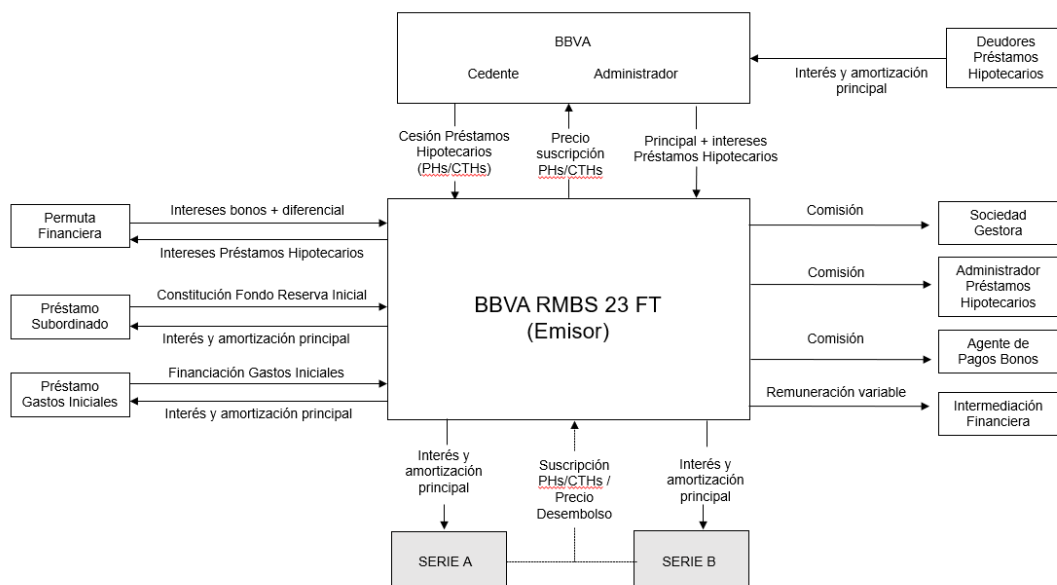 BBVA
Cedente
Administrador
Deudores
Préstamos
Hipotecarios
Interés y amortización
principal
Cesión Préstamos
Hipotecarios
(PHs/CTHs)
Precio
suscripción
PHs/CTHs
Principal + intereses
Préstamos Hipotecarios
Permuta
Financiera
Intereses bonos + diferencial
Intereses Préstamos Hipotecarios
Préstamo
Subordinado
Constitución Fondo Reserva Inicial
Interés y amortización principal
Préstamo
Gastos Iniciales
Financiación Gastos Iniciales
Interés y amortización principal
BBVA RMBS 23 FT
(Emisor)
Comisión
Sociedad
Gestora
Comisión
Administrador
Préstamos
Hipotecarios
Comisión
Agente de
Pagos Bonos
Remuneración variable
Intermediación
Financiera
Interés y
amortización
principal
Suscripción
PHs/CTHs /
Precio
Desembolso
Interés y
amortización
principal
SERIE A
SERIE B